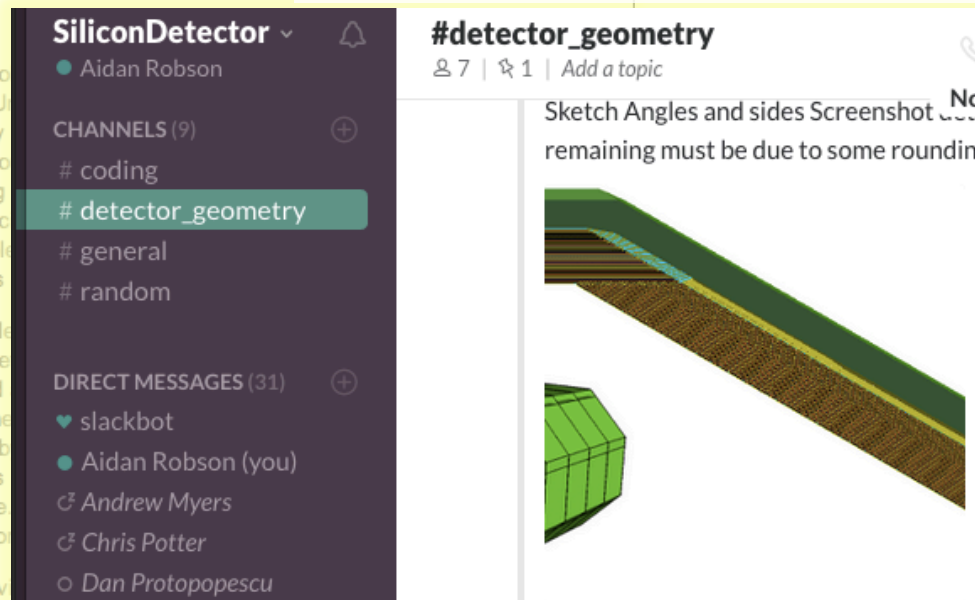 SiliconDetector
Aidan Robson
CHANNELS (9)
# coding
# detector_geometry
# general
# random
DIRECT MESSAGES (31)
slackbot
Aidan Robson (you)
Andrew Myers
Chris Potter
Dan Protopopescu
#detector_geometry
7 | 1 | Add a topic
Sketch Angles and sides Screenshot
remaining must be due to some